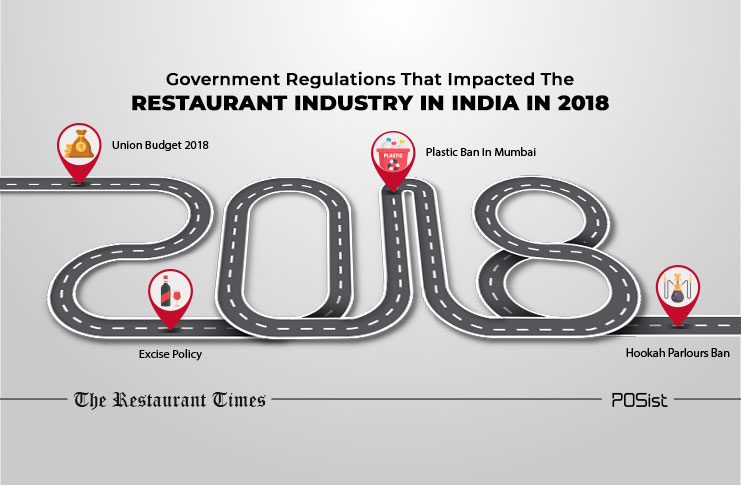 Government Regulations That Impacted The
RESTAURANT INDUSTRY IN INDIA IN 2018
Union Budget 2018
Plastic Ban In Mumbai
PLASTIC
2018
Excise Policy
Hookah Parlours Ban
The Restaurant Times
POSist